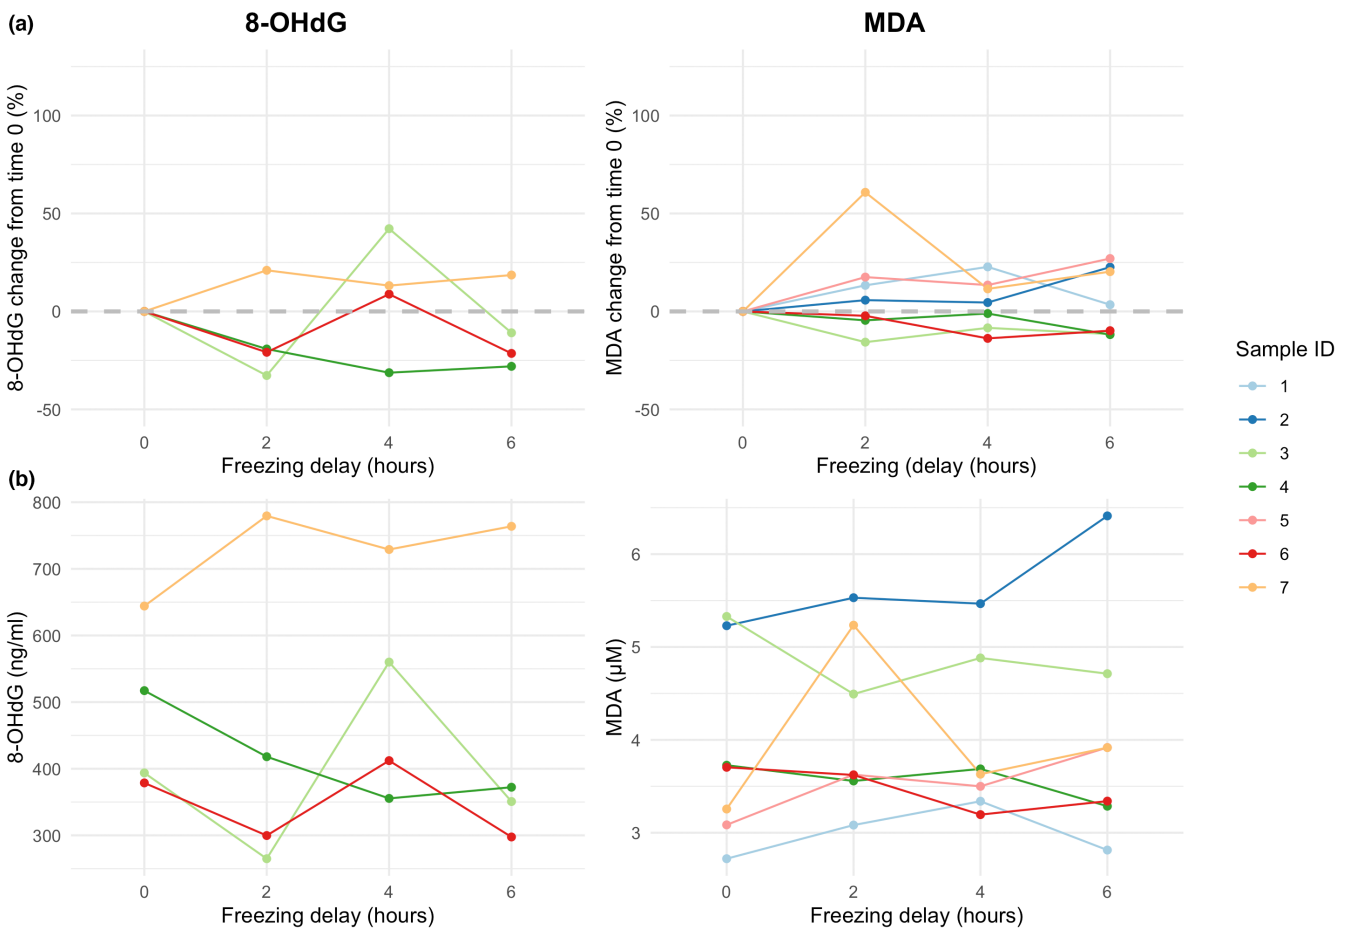 (a)
8-OHdG
MDA
8-OHdG change from time 0 (%)
100
50
0
-50
0 2 4 6
Freezing delay (hours)
MDA change from time 0 (%)
100
50
0
-50
0 2 4 6
Freezing (delay (hours)
(b)
8-OHdG (ng/ml)
800
700
600
500
400
300
0 2 4 6
Freezing delay (hours)
MDA (µM)
6
5
4
3
0 2 4 6
Freezing delay (hours)
Sample ID
1
2
3
4
5
6
7